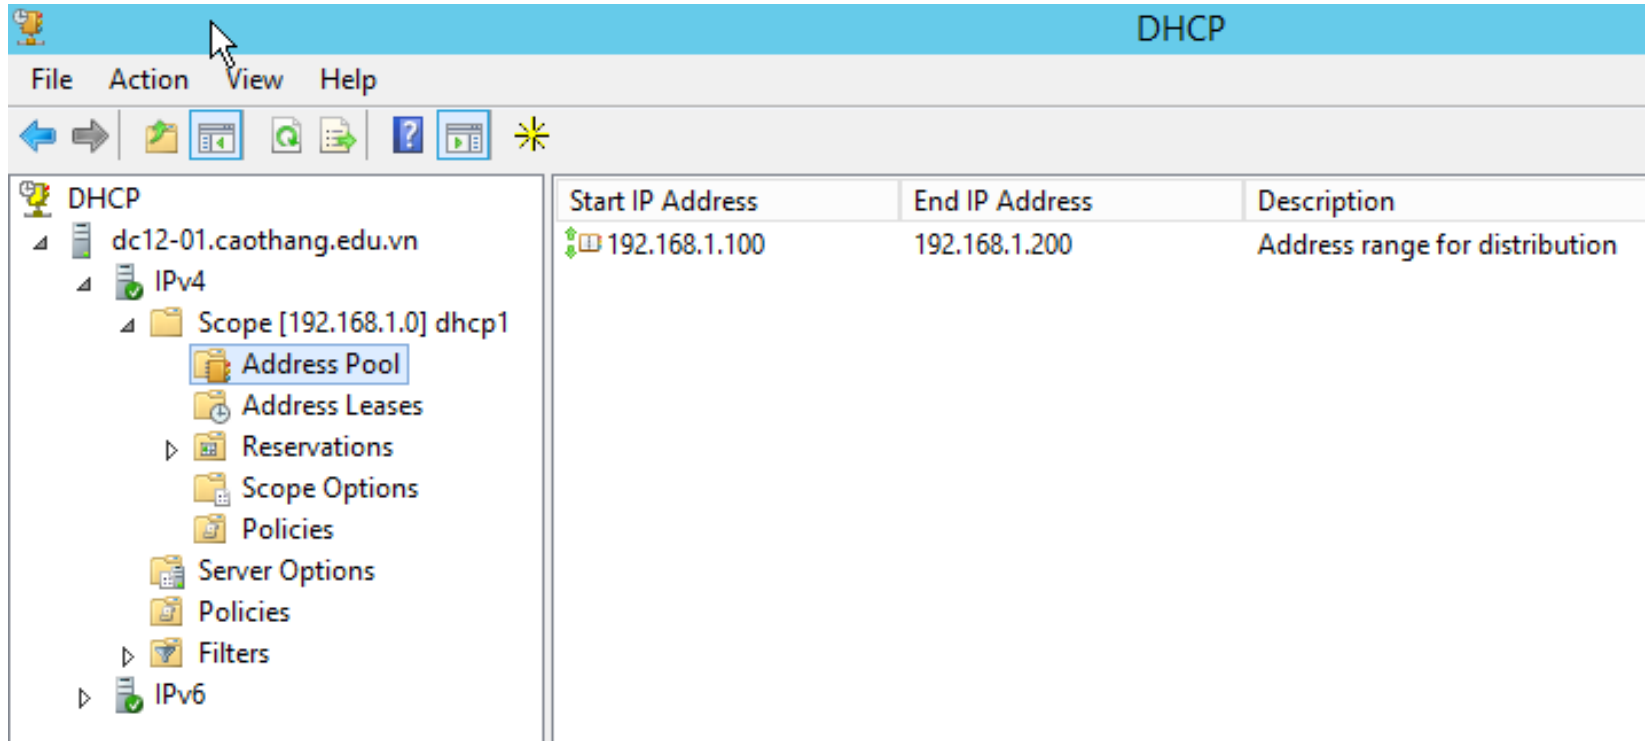 DHCP
File Action View Help
DHCP
dc12-01.caothang.edu.vn
IPv4
Scope [192.168.1.0] dhcp1
Address Pool
Address Leases
Reservations
Scope Options
Policies
Server Options
Policies
Filters
IPv6
Start IP Address End IP Address Description
192.168.1.100 192.168.1.200 Address range for distribution